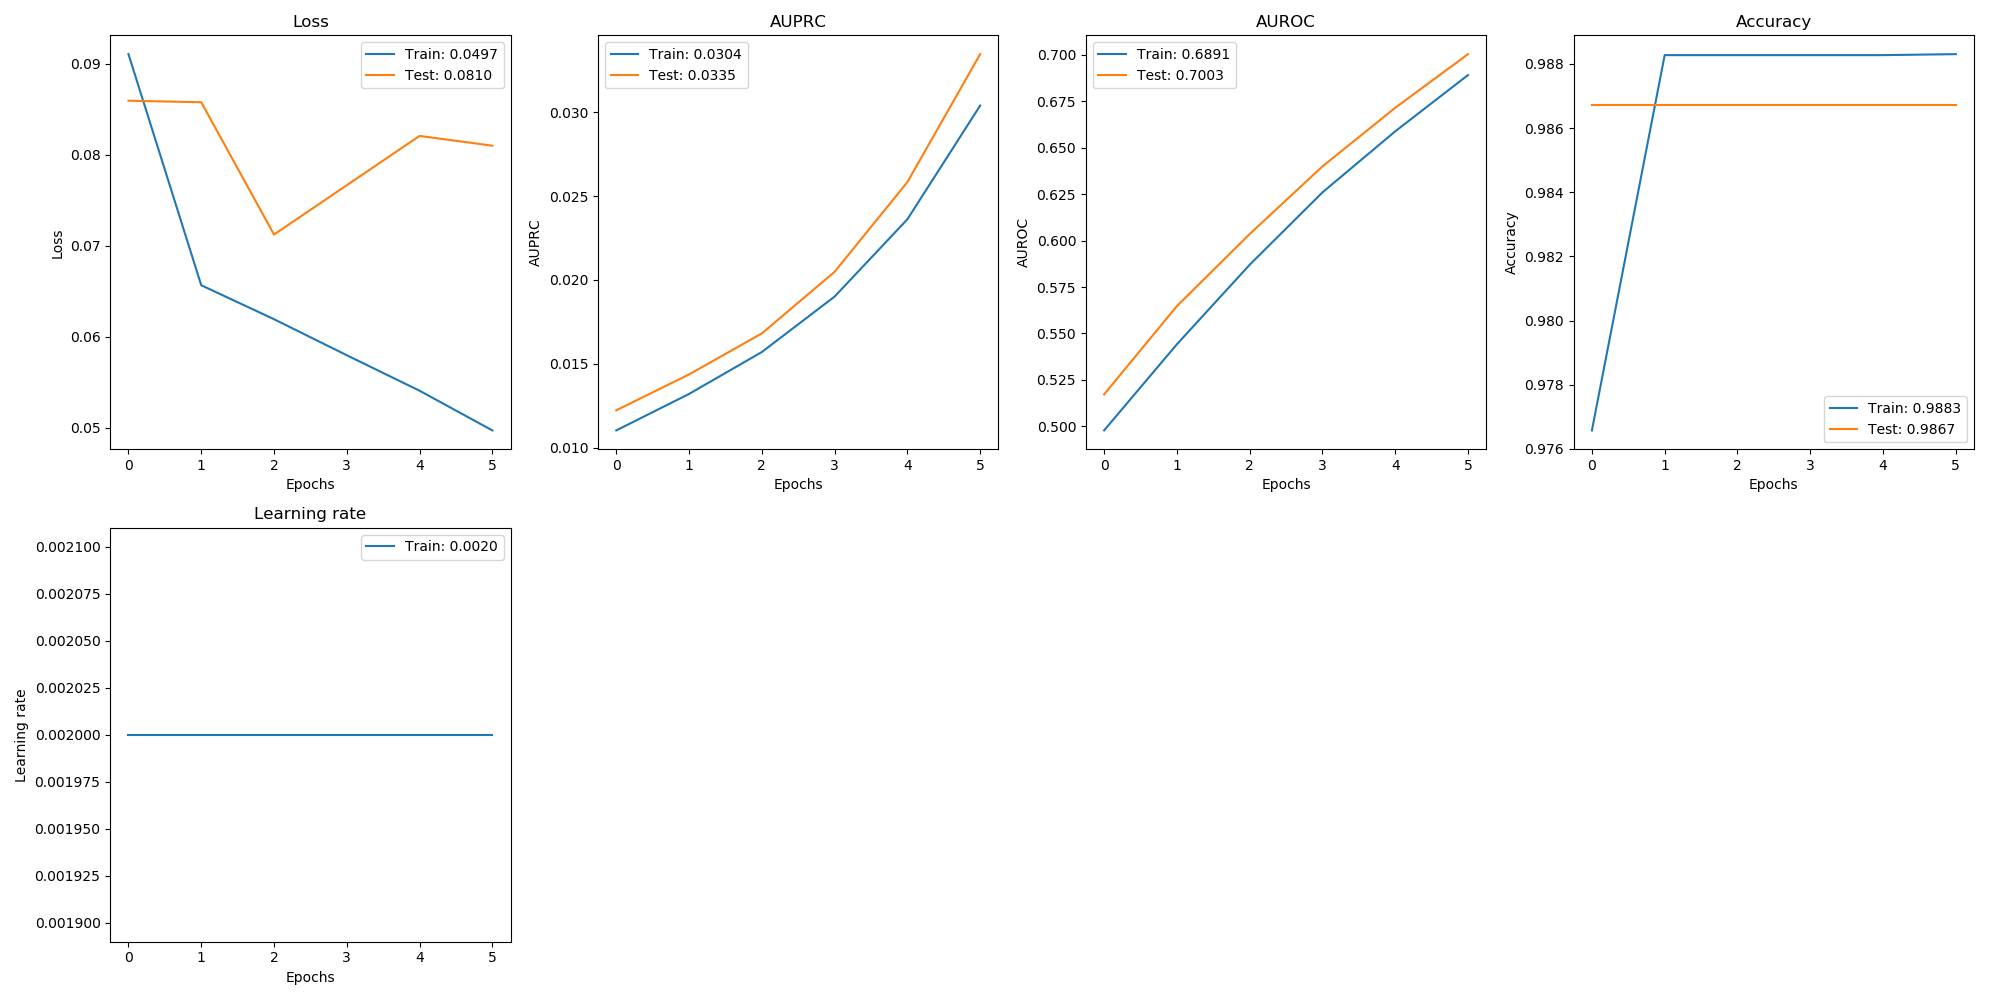 Loss
Train: 0.0497
Test: 0.0810
0.09
0.08
0.07
0.06
0.05
Loss
0 1 2 3 4 5
Epochs
AUPRC
Train: 0.0304
Test: 0.0335
0.030
0.025
0.020
0.015
0.010
AUPRC
0 1 2 3 4 5
Epochs
AUROC
Train: 0.6891
Test: 0.7003
0.700
0.675
0.650
0.625
0.600
0.575
0.550
0.525
0.500
AUROC
0 1 2 3 4 5
Epochs
Accuracy
0.988
0.986
0.984
0.982
0.980
0.978
0.976
Accuracy
Train: 0.9883
Test: 0.9867
0 1 2 3 4 5
Epochs
Learning rate
Train: 0.0020
0.002100
0.002075
0.002050
0.002025
0.002000
0.001975
0.001950
0.001925
0.001900
Learning rate
0 1 2 3 4 5
Epochs